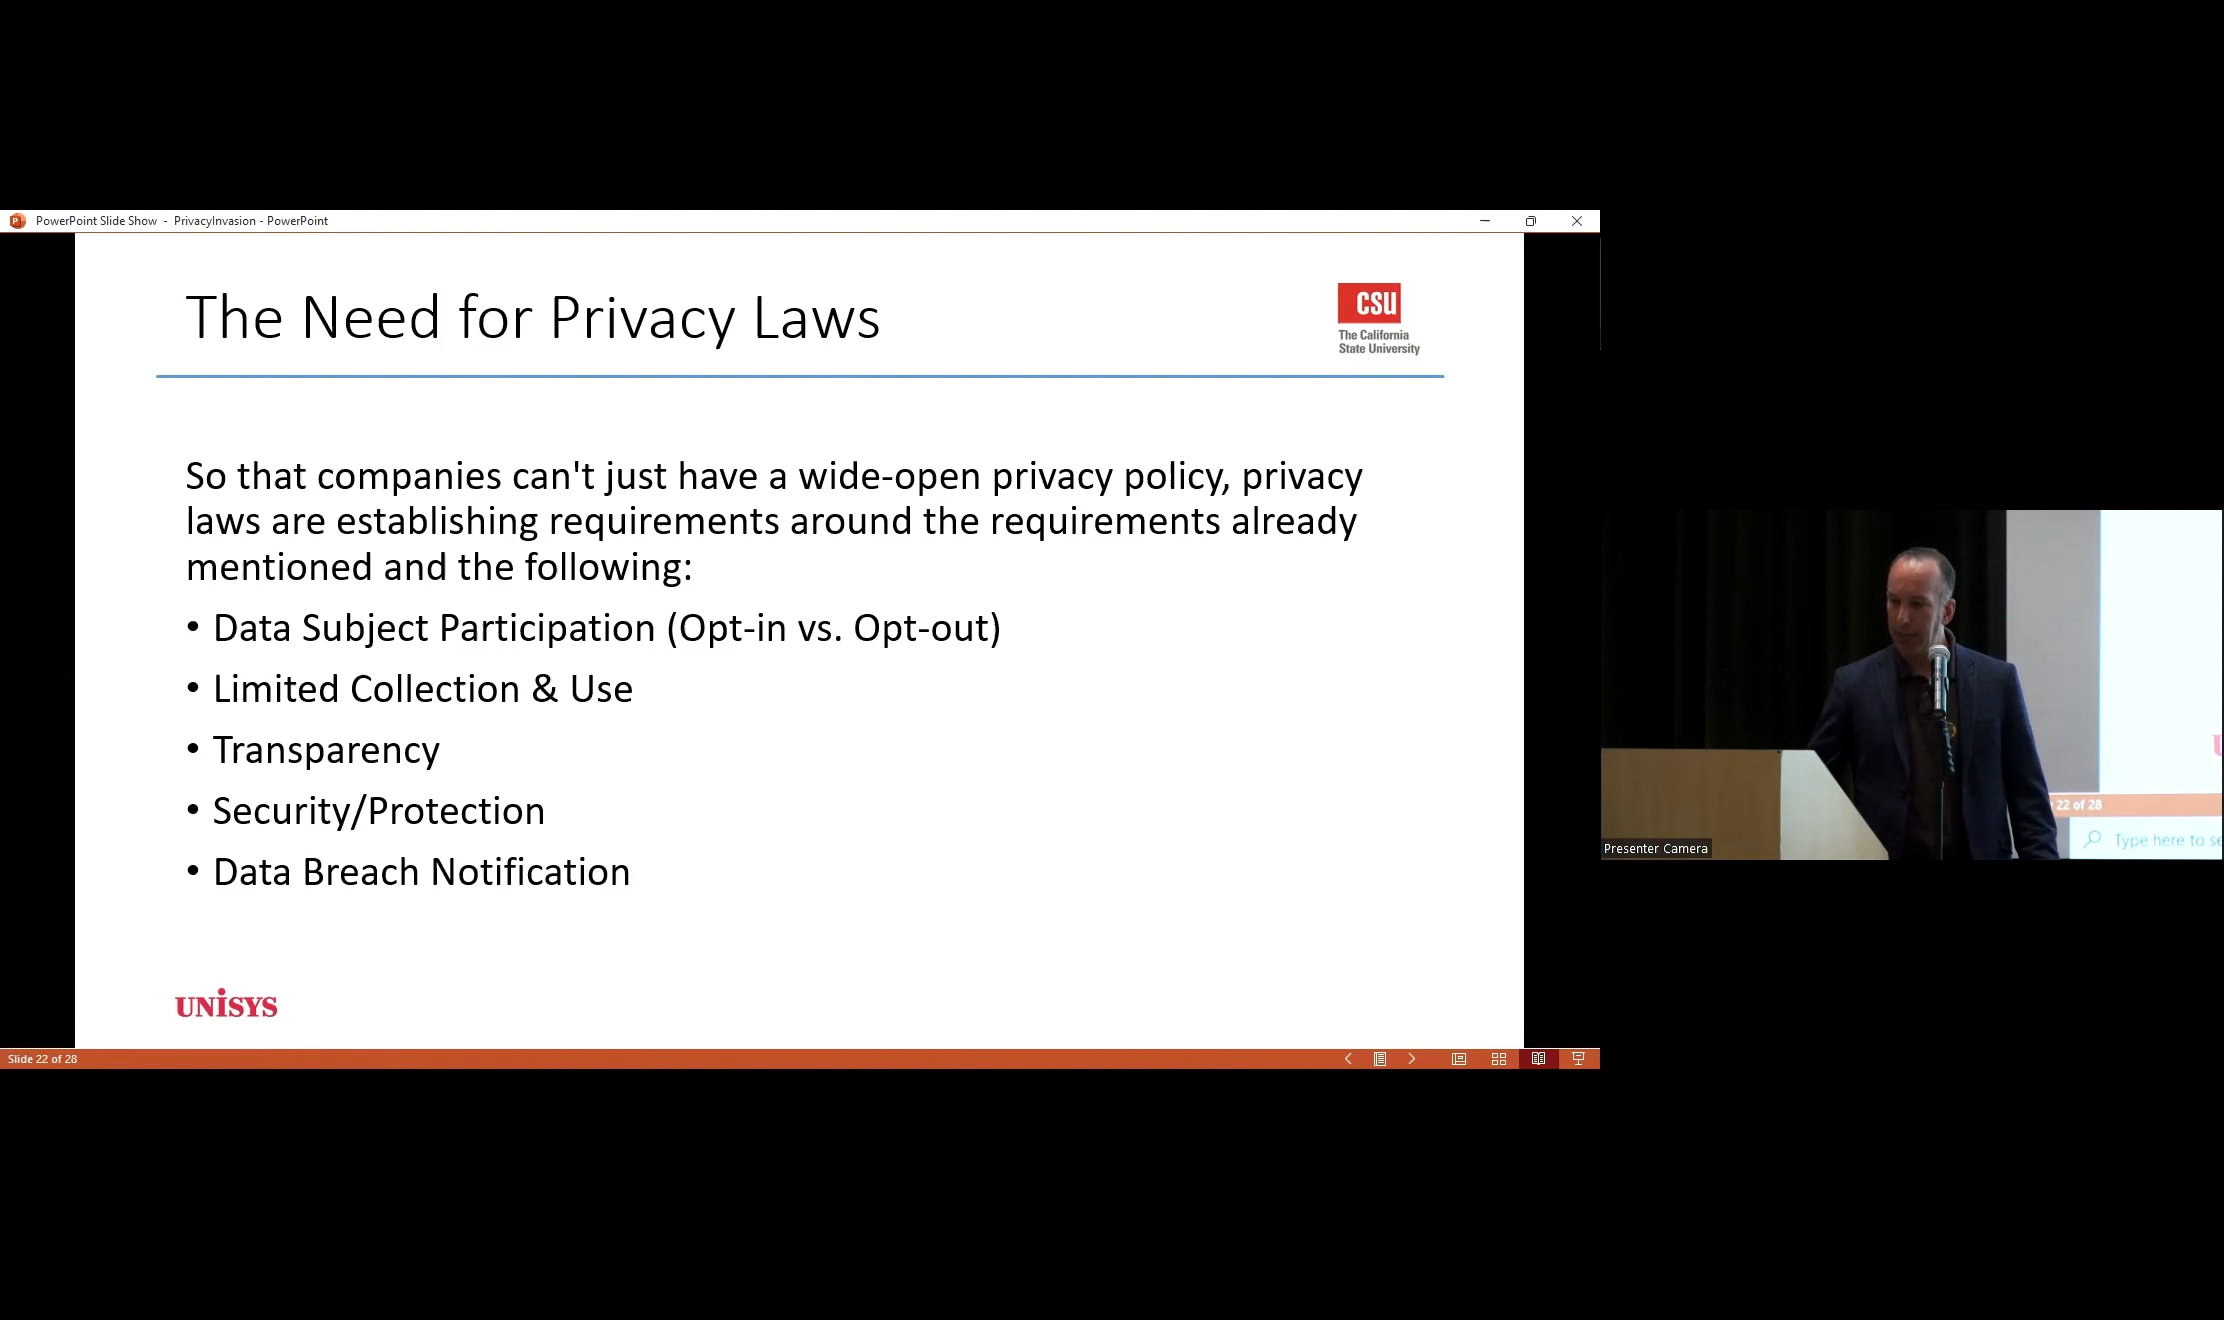 PowerPoint Slide Show - PrivacyInvasion - PowerPoint
The Need for Privacy Laws
CSU
The California
State University
So that companies can't just have a wide-open privacy policy, privacy
laws are establishing requirements around the requirements already
mentioned and the following:
• Data Subject Participation (Opt-in vs. Opt-out)
• Limited Collection & Use
• Transparency
• Security/Protection
• Data Breach Notification
UNISYS
Slide 22 of 28
22 of 28
Type here to se
Presenter Camera